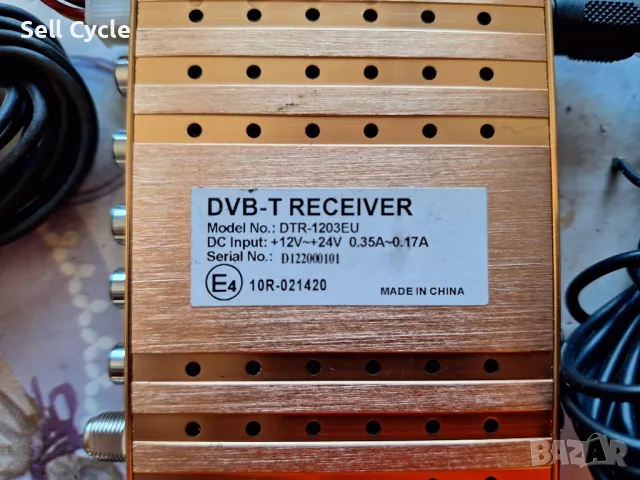 Sell Cycle
DVB-T RECEIVER
Model No.: DTR-1203EU
DC Input: +12V~+24V 0.35A~0.17A
Serial No.: D122000101
E4 10R-021420
MADE IN CHINA
BAZAR